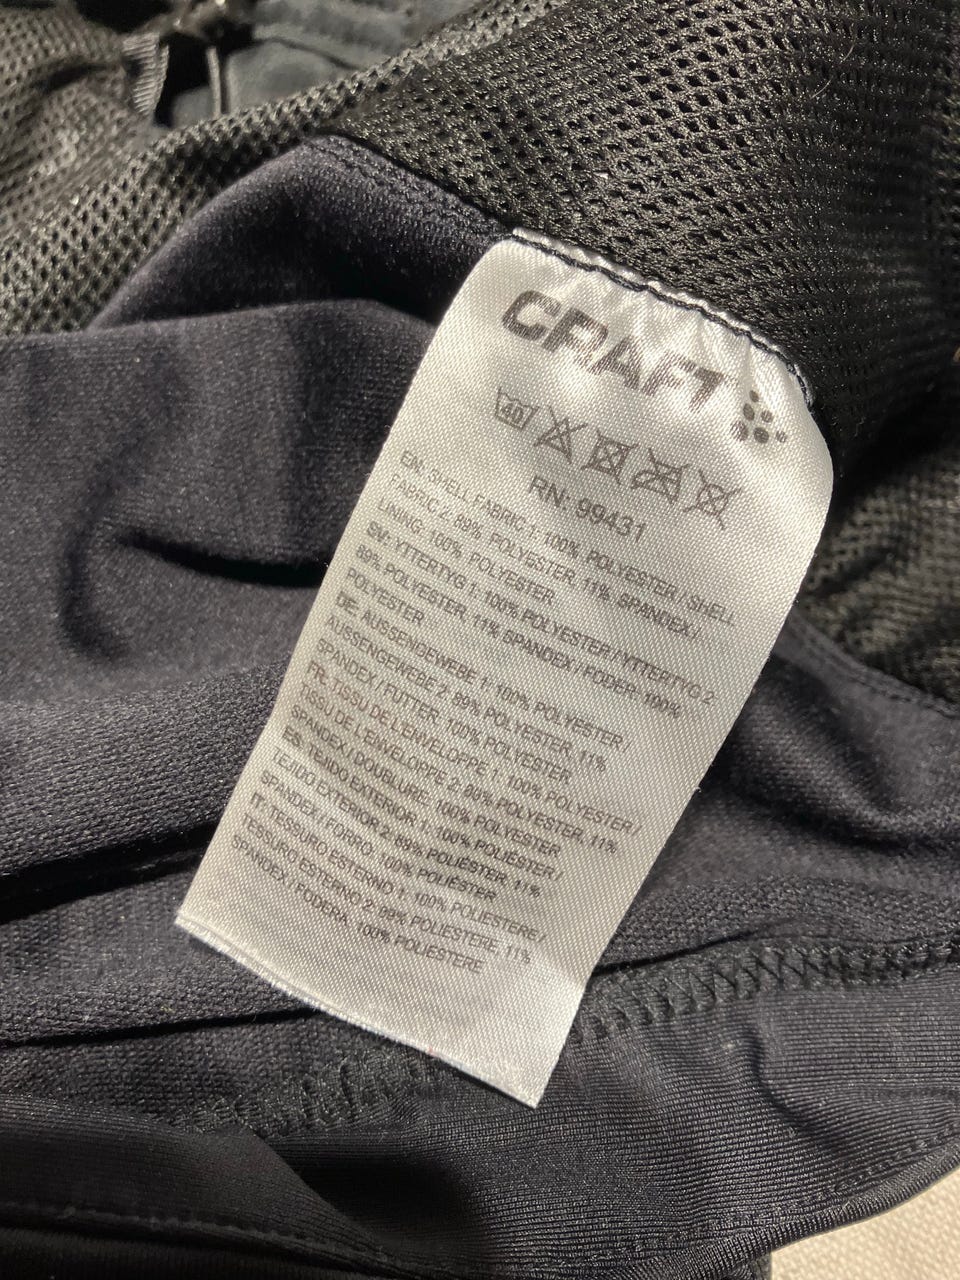 CRAFT
40
RN: 99431
EN: SHELL FABRIC 1: 100% POLYESTER / SHELL
FABRIC 2: 89% POLYESTER, 11% SPANDEX /
LINING: 100% POLYESTER
SV: YTTERTYG 1: 100% POLYESTER / YTTERTYG 2:
89% POLYESTER, 11% SPANDEX / FODER: 100%
POLYESTER
DE: AUSSENGEWEBE 1: 100% POLYESTER /
AUSSENGEWEBE 2: 89% POLYESTER, 11%
SPANDEX / FUTTER, 100% POLYESTER
FR: TISSU DE L'ENVELOPPE 1: 100% POLYESTER /
TISSU DE L'ENVELOPPE 2: 89% POLYESTER, 11%
SPANDEX / DOUBLURE: 100% POLYESTER
ES: TEJIDO EXTERIOR 1: 100% POLIÉSTER /
TEJIDO EXTERIOR 2: 89% POLIÉSTER, 11%
SPANDEX / FORRO: 100% POLIÉSTER
IT: TESSURO ESTERNO 1: 100% POLIESTERE /
TESSURO ESTERNO 2: 89% POLIESTERE, 11%
SPANDEX / FODERA, 100% POLIESTERE